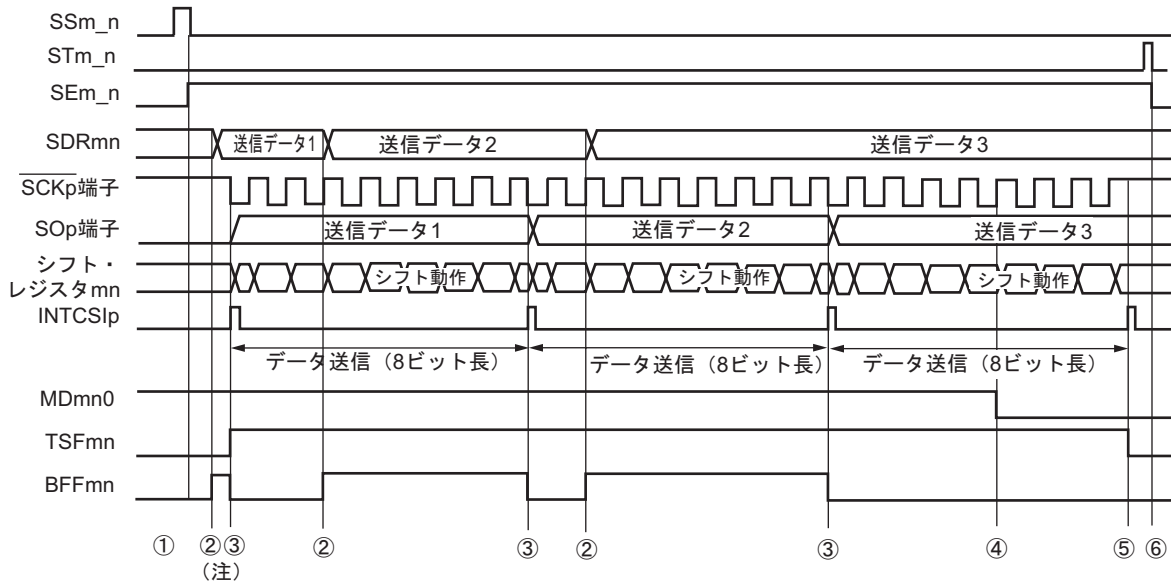 SSm_n
STm_n
SEm_n
SDRmn 送信データ1 送信データ2 送信データ3
SCKp端子
SOp端子 送信データ1 送信データ2 送信データ3
シフト・
レジスタmn シフト動作 シフト動作 シフト動作
INTCSIp
データ送信（8ビット長） データ送信（8ビット長） データ送信（8ビット長）
MDmn0
TSFmn
BFFmn
① ② ③ ② ③ ② ③ ④ ⑤ ⑥
（注）